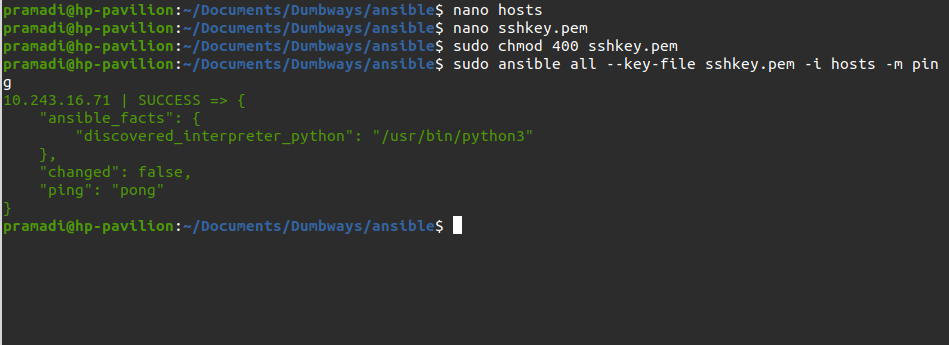 pramadi@hp-pavilion:~/Documents/Dumbways/ansible$ nano hosts
pramadi@hp-pavilion:~/Documents/Dumbways/ansible$ nano sshkey.pem
pramadi@hp-pavilion:~/Documents/Dumbways/ansible$ sudo chmod 400 sshkey.pem
pramadi@hp-pavilion:~/Documents/Dumbways/ansible$ sudo ansible all --key-file sshkey.pem -i hosts -m pin
g
10.243.16.71 | SUCCESS => {
    "ansible_facts": {
        "discovered_interpreter_python": "/usr/bin/python3"
    },
    "changed": false,
    "ping": "pong"
}
pramadi@hp-pavilion:~/Documents/Dumbways/ansible$